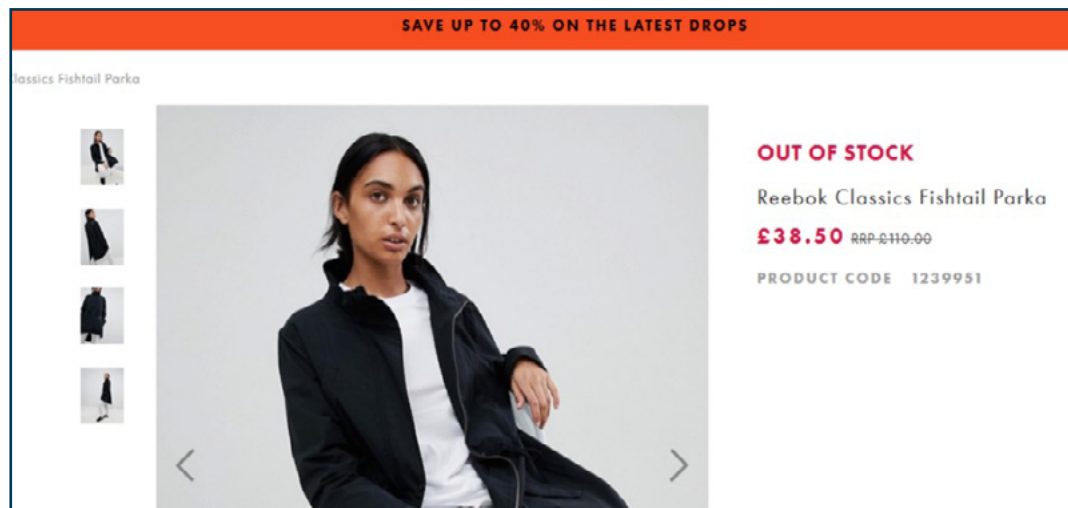 SAVE UP TO 40% ON THE LATEST DROPS
Classics Fishtail Parka
OUT OF STOCK
Reebok Classics Fishtail Parka
£38.50 RRP £110.00
PRODUCT CODE 1239951